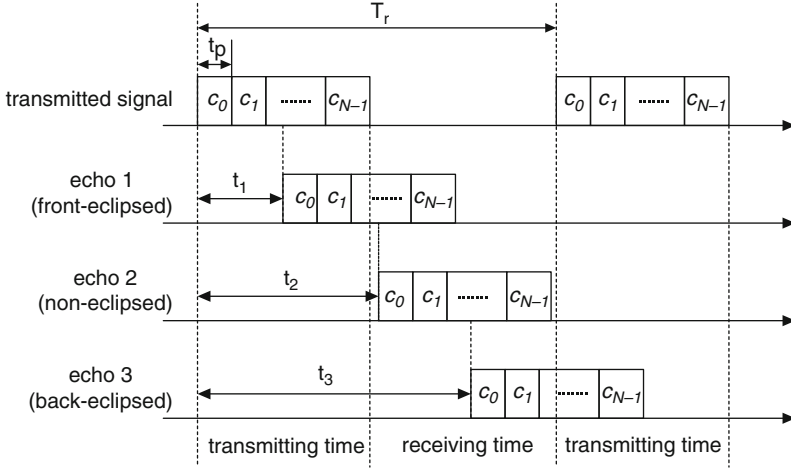 T_r
t_p
transmitted signal c_0 c_1 ....... c_{N–1} c_0 c_1 ....... c_{N–1}
echo 1
(front-eclipsed)
t_1
c_0 c_1 ....... c_{N–1}
echo 2
(non-eclipsed)
t_2
c_0 c_1 ....... c_{N–1}
echo 3
(back-eclipsed)
t_3
c_0 c_1 ....... c_{N–1}
transmitting time receiving time transmitting time